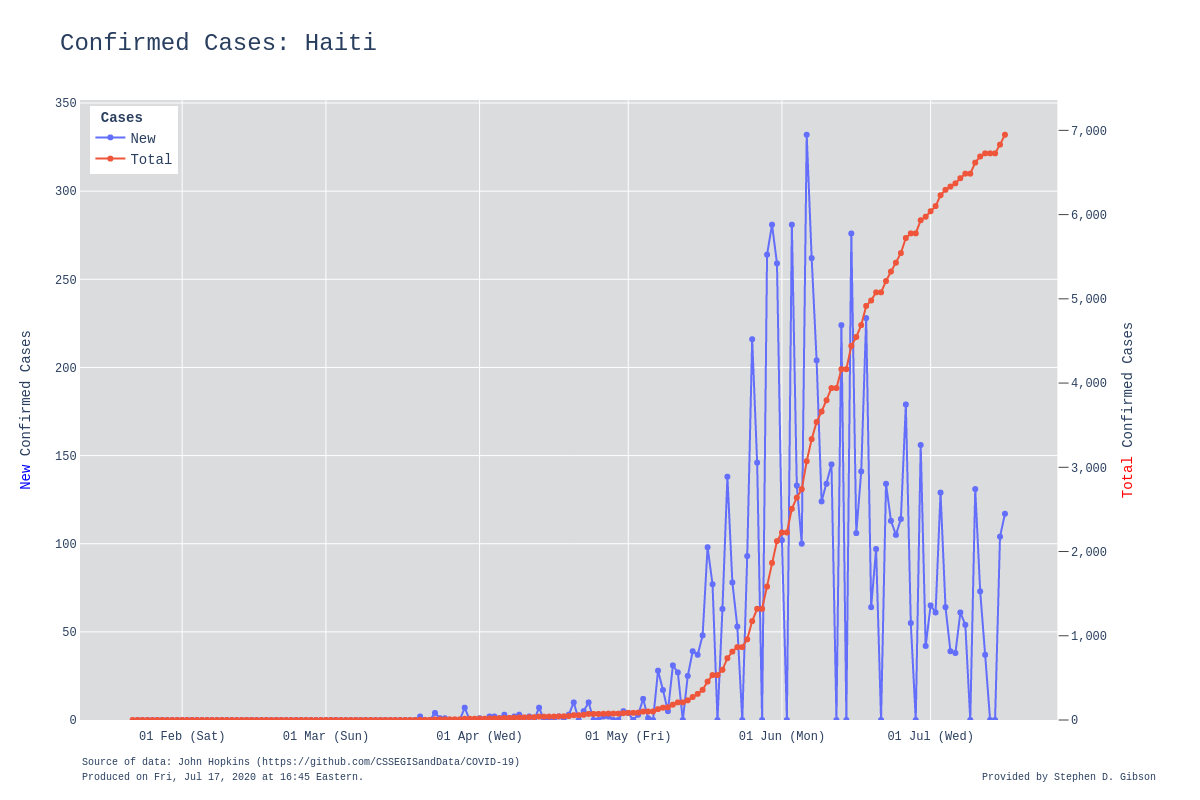 Confirmed Cases: Haiti
Cases
New
Total
350
300
250
200
150
100
50
0
7,000
6,000
5,000
4,000
3,000
2,000
1,000
0
New Confirmed Cases
Total Confirmed Cases
01 Feb (Sat)
01 Mar (Sun)
01 Apr (Wed)
01 May (Fri)
01 Jun (Mon)
01 Jul (Wed)
Source of data: John Hopkins (https://github.com/CSSEGISandData/COVID-19)
Produced on Fri, Jul 17, 2020 at 16:45 Eastern.
Provided by Stephen D. Gibson